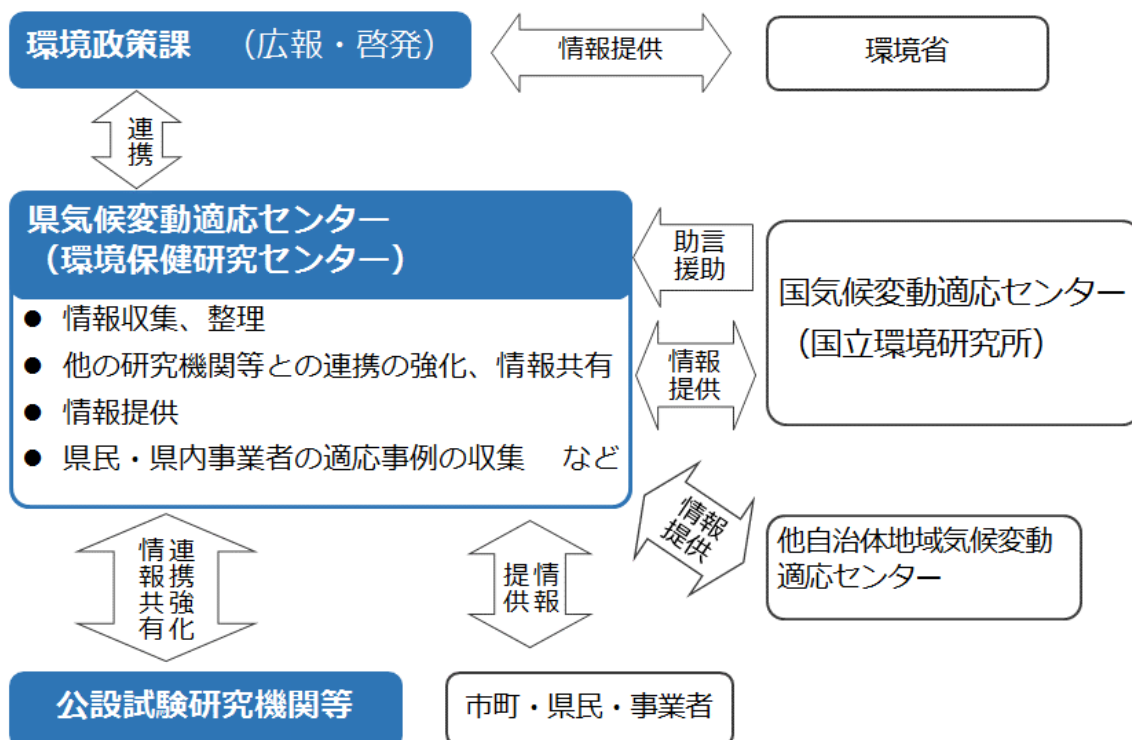 環境政策課 （広報・啓発）
情報提供
環境省
連携
県気候変動適応センター
（環境保健研究センター）
● 情報収集、整理
● 他の研究機関等との連携の強化、情報共有
● 情報提供
● 県民・県内事業者の適応事例の収集 など
助言
援助
国気候変動適応センター
（国立環境研究所）
情報
提供
情報
提供
他自治体地域気候変動
適応センター
連携強化
情報共有
情報
提供
公設試験研究機関等
市町・県民・事業者